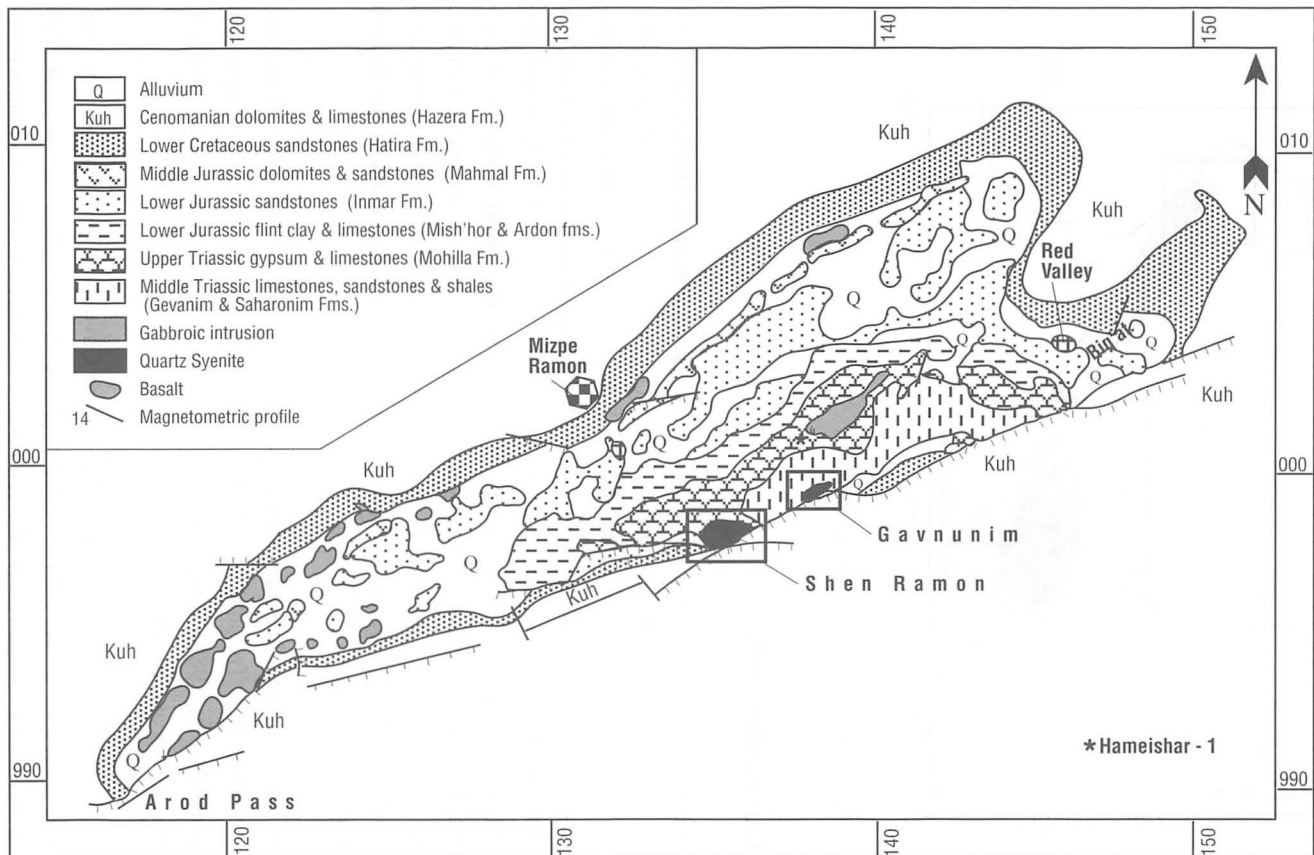 120
130
140
150
010
000
990
010
000
990
120
130
140
150
Q Alluvium
Kuh Cenomanian dolomites & limestones (Hazera Fm.)
Lower Cretaceous sandstones (Hatira Fm.)
Middle Jurassic dolomites & sandstones (Mahmal Fm.)
Lower Jurassic sandstones (Inmar Fm.)
Lower Jurassic flint clay & limestones (Mish'hor & Ardon fms.)
Upper Triassic gypsum & limestones (Mohilla Fm.)
Middle Triassic limestones, sandstones & shales
(Gevanim & Saharonim Fms.)
Gabbroic intrusion
Quartz Syenite
Basalt
14 Magnetometric profile
N
Kuh
Kuh
Q
Red
Valley
Q
Biq'at
Q
Q
Q
Mizpe
Ramon
Kuh
Q
Kuh
Kuh
Q
Gavnunim
Q
Shen Ramon
Kuh
Q
Kuh
Kuh
Q
Arod Pass
*Hameishar - 1